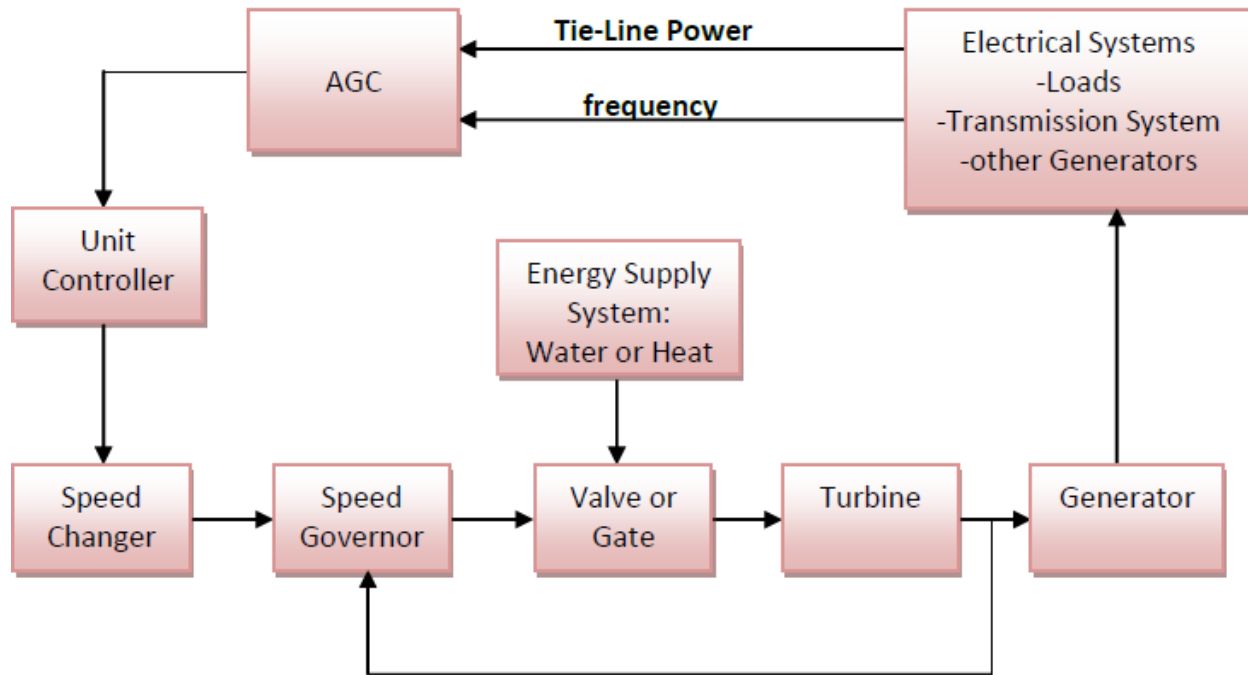 Tie-Line Power
AGC
frequency
Electrical Systems
-Loads
-Transmission System
-other Generators
Unit
Controller
Energy Supply
System:
Water or Heat
Speed
Changer
Speed
Governor
Valve or
Gate
Turbine
Generator